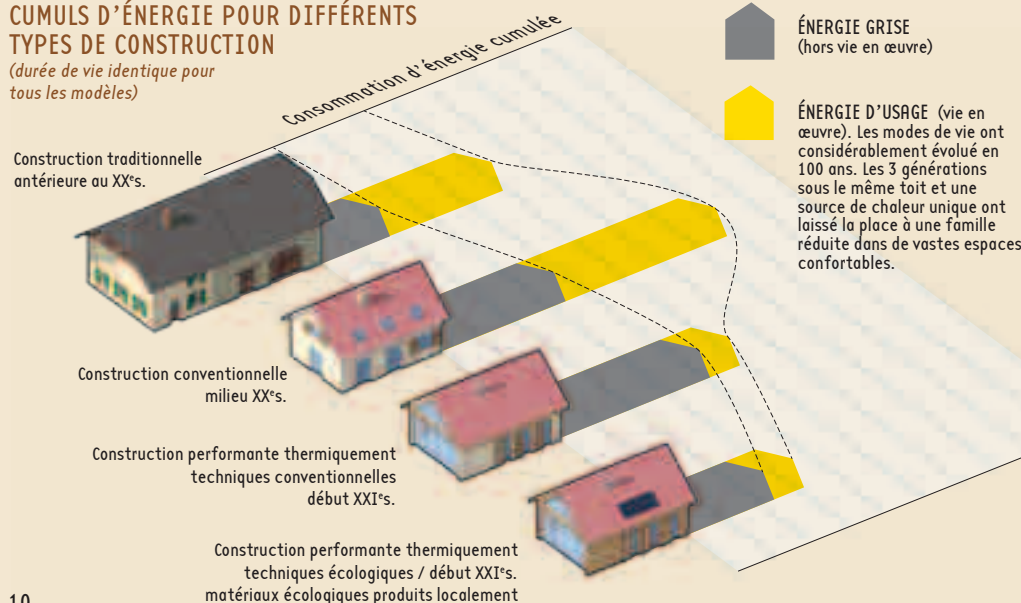 CUMULS D'ÉNERGIE POUR DIFFÉRENTS
TYPES DE CONSTRUCTION
(durée de vie identique pour
tous les modèles)
Consommation d'énergie cumulée
ÉNERGIE GRISE
(hors vie en œuvre)
ÉNERGIE D'USAGE (vie en
œuvre). Les modes de vie ont
considérablement évolué en
100 ans. Les 3 générations
sous le même toit et une
source de chaleur unique ont
laissé la place à une famille
réduite dans de vastes espaces
confortables.
Construction traditionnelle
antérieure au XXᵉs.
Construction conventionnelle
milieu XXᵉs.
Construction performante thermiquement
techniques conventionnelles
début XXIᵉs.
Construction performante thermiquement
techniques écologiques / début XXIᵉs.
matériaux écologiques produits localement
10